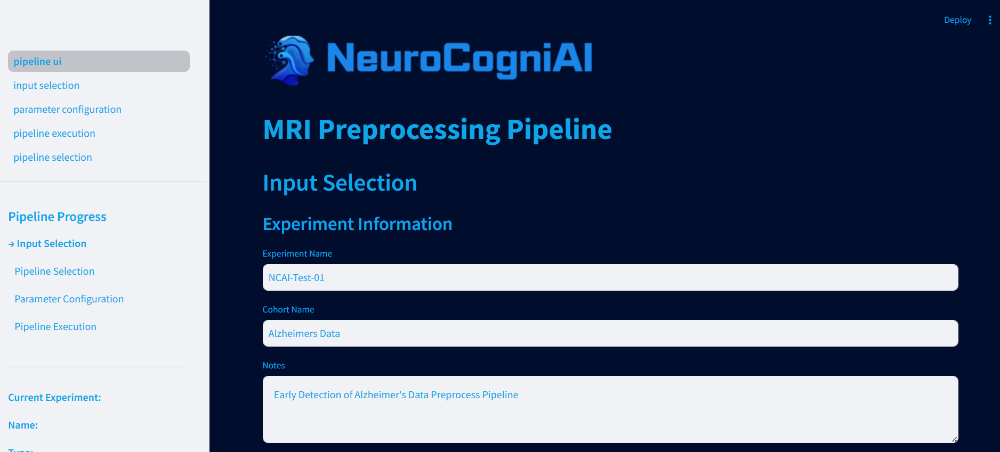 pipeline ui
input selection
parameter configuration
pipeline execution
pipeline selection
Pipeline Progress
→ Input Selection
Pipeline Selection
Parameter Configuration
Pipeline Execution
Current Experiment:
Name:
Type:
Deploy
NeuroCogniAI
MRI Preprocessing Pipeline
Input Selection
Experiment Information
Experiment Name
NCAI-Test-01
Cohort Name
Alzheimers Data
Notes
Early Detection of Alzheimer's Data Preprocess Pipeline